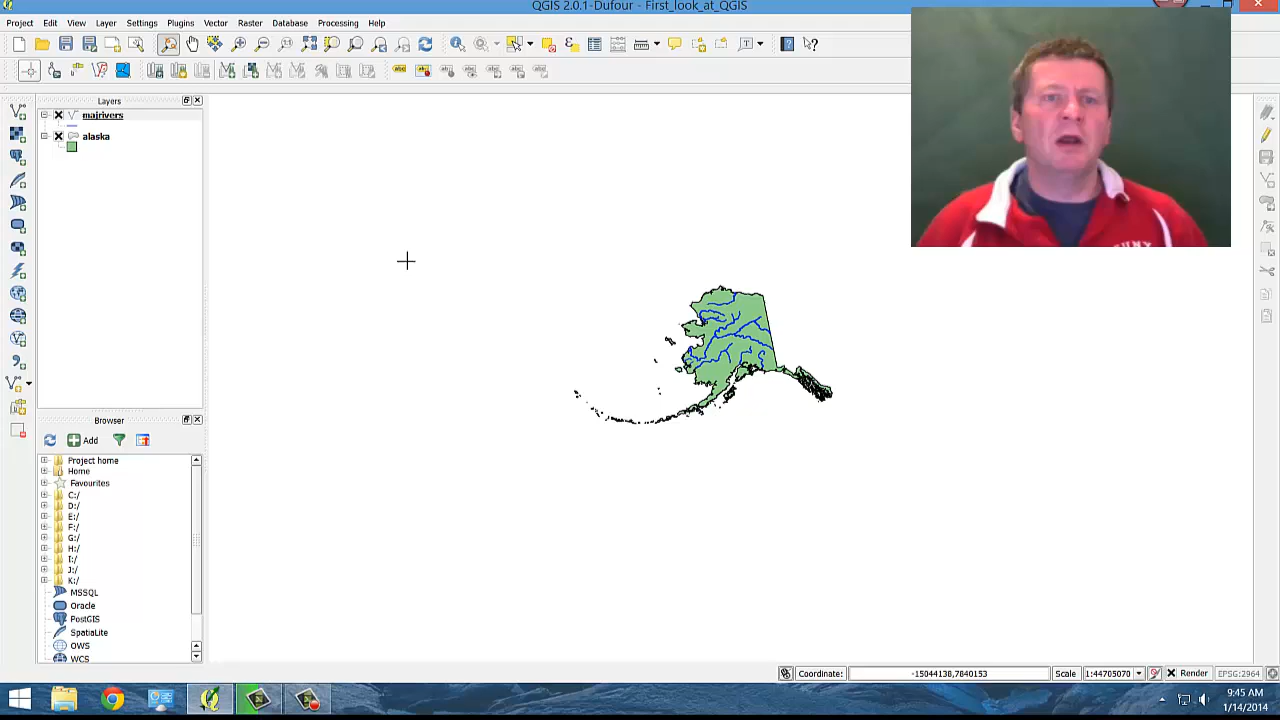 QGIS 2.0.1-Dufour - First_look_at_QGIS
Project Edit View Layer Settings Plugins Vector Raster Database Processing Help
Layers
majrivers
alaska
Browser
Add
Project home
Home
Favourites
C:/
D:/
E:/
F:/
G:/
H:/
I:/
J:/
K:/
MSSQL
Oracle
PostGIS
SpatiaLite
OWS
WCS
Coordinate: -15044138,7840153 Scale 1:44705070 Render EPSG:2964
9:45 AM
1/14/2014